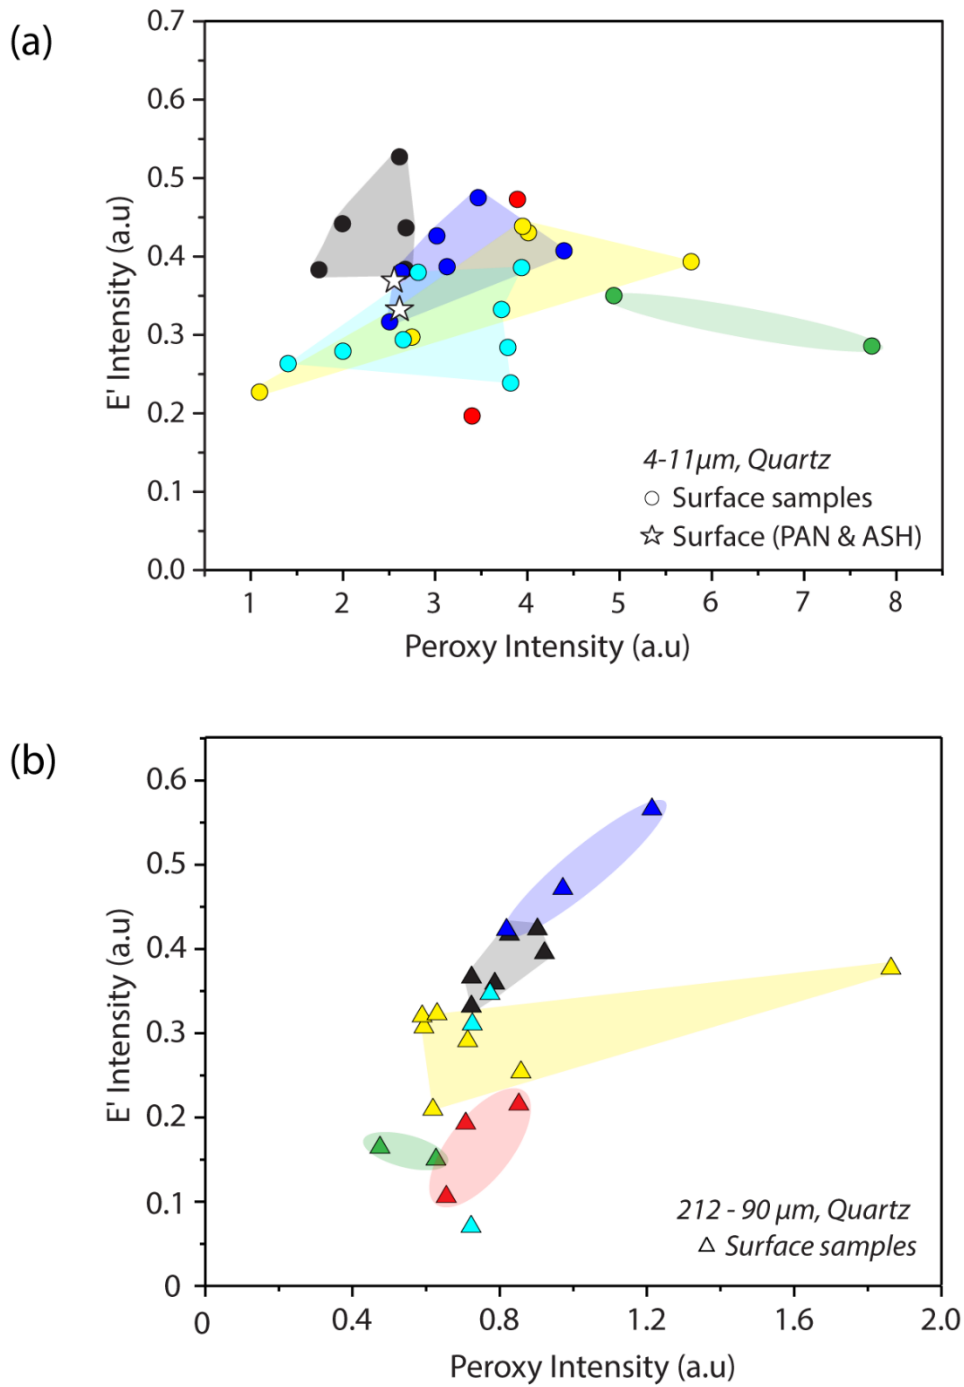 (a)
0.7
0.6
0.5
0.4
0.3
0.2
0.1
0.0
E' Intensity (a.u)
4-11µm, Quartz
Surface samples
Surface (PAN & ASH)
1 2 3 4 5 6 7 8
Peroxy Intensity (a.u)
(b)
0.6
0.5
0.4
0.3
0.2
0.1
0
E' Intensity (a.u)
212 - 90 µm, Quartz
Surface samples
0 0.4 0.8 1.2 1.6 2.0
Peroxy Intensity (a.u)